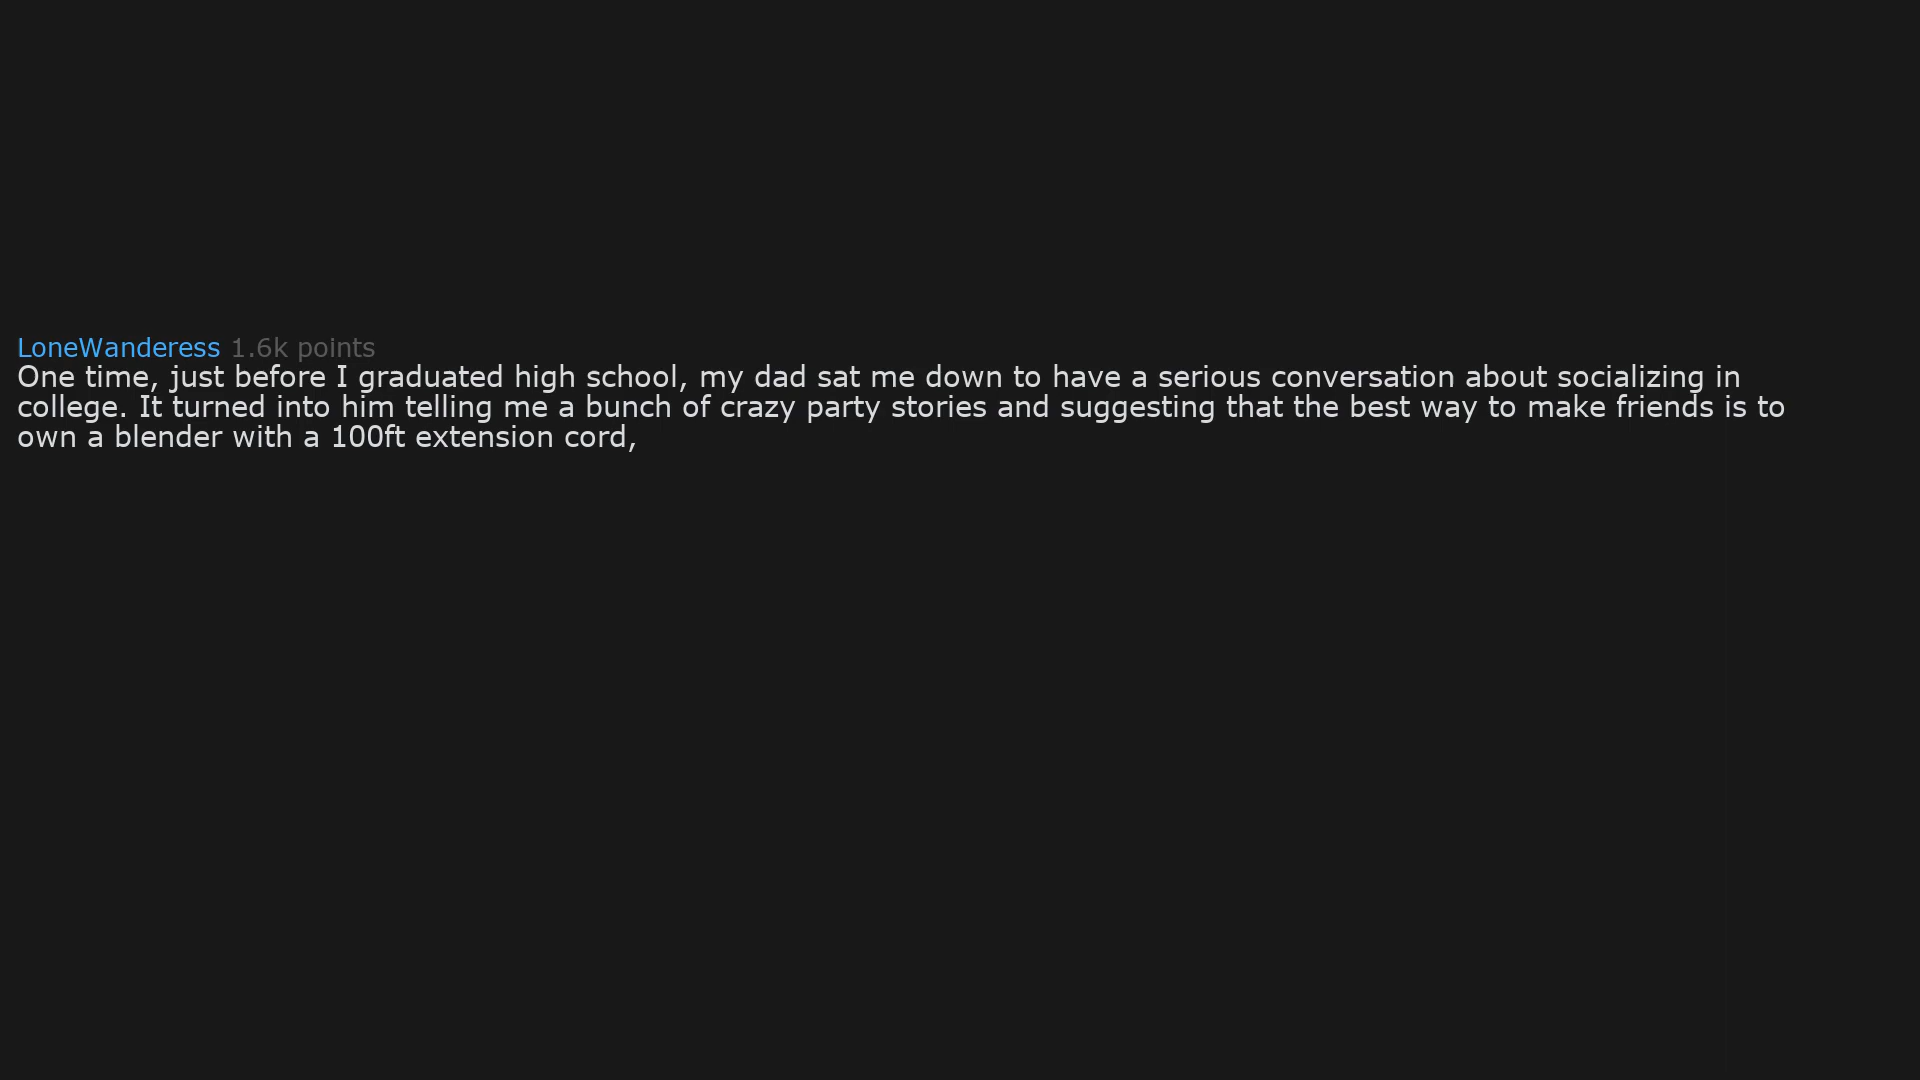 LoneWanderess 1.6k points
One time, just before I graduated high school, my dad sat me down to have a serious conversation about socializing in
college. It turned into him telling me a bunch of crazy party stories and suggesting that the best way to make friends is to
own a blender with a 100ft extension cord,